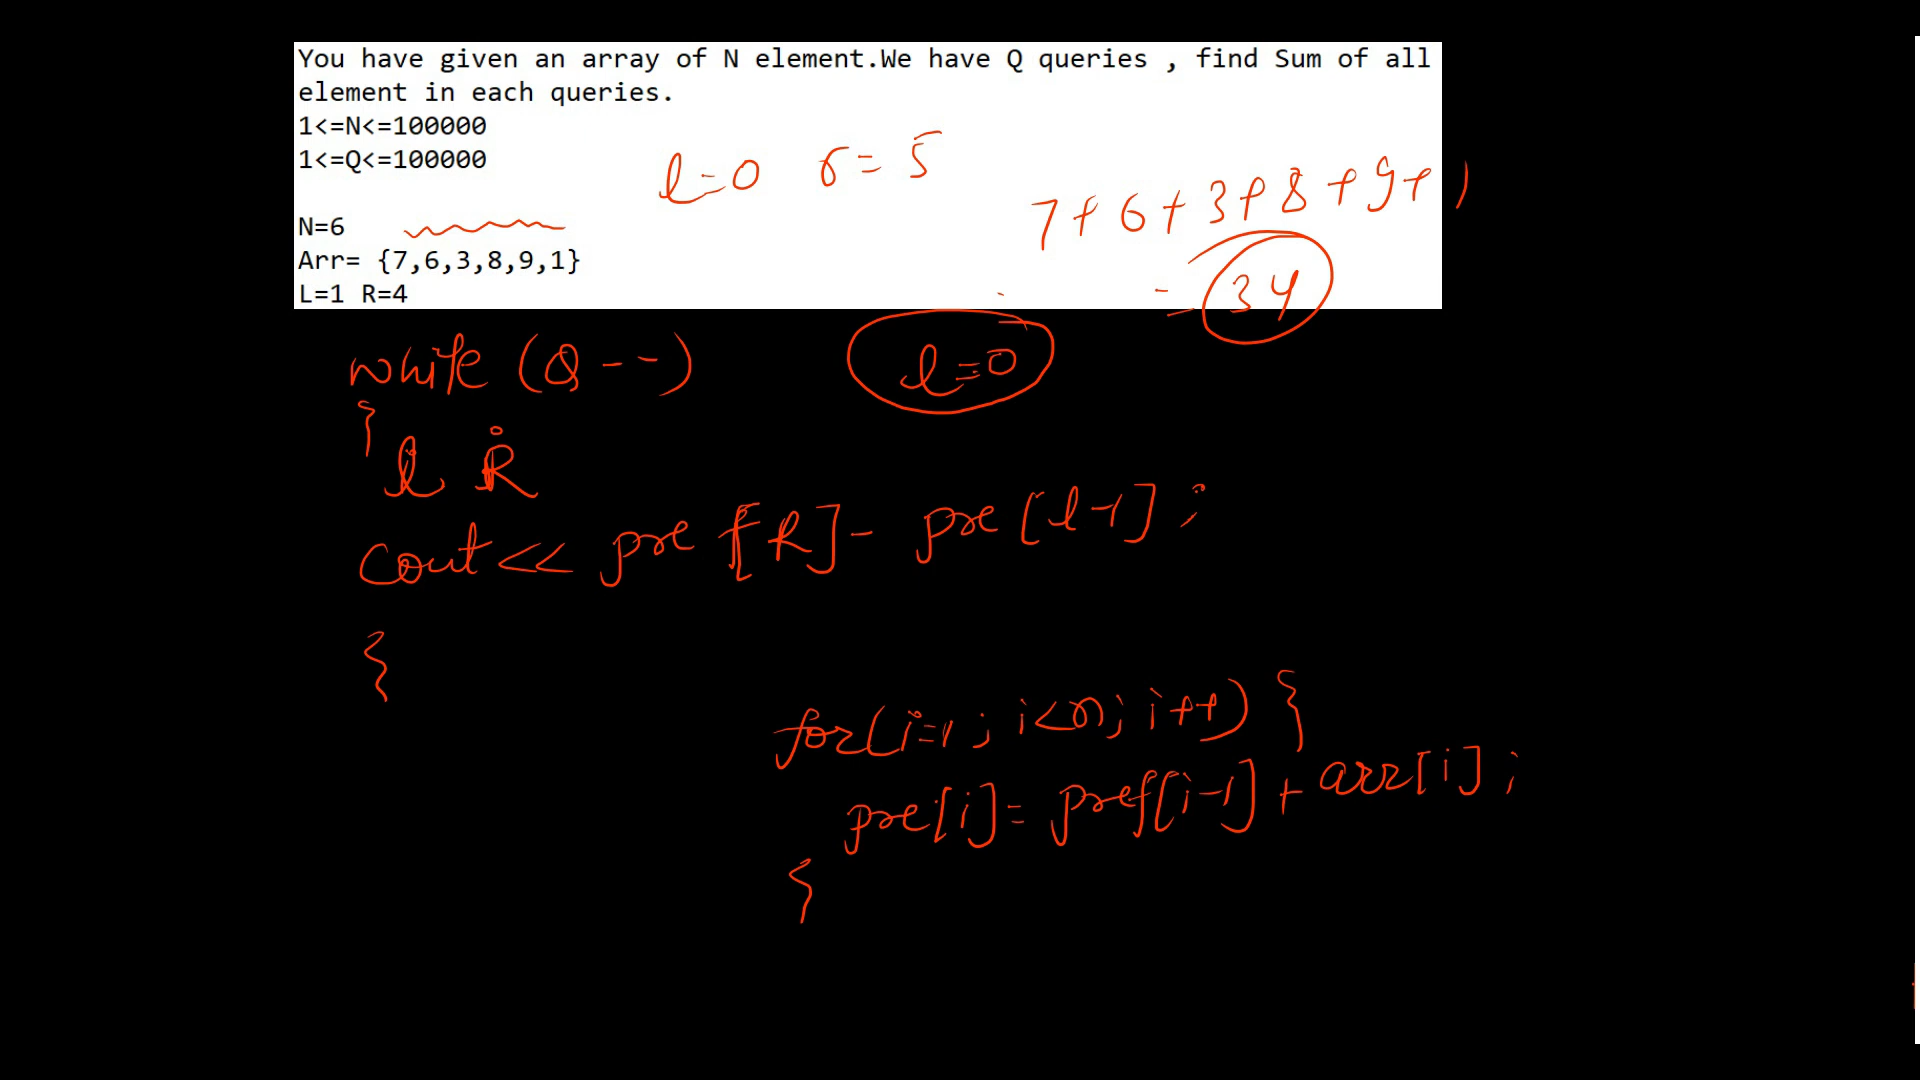 You have given an array of N element.We have Q queries , find Sum of all
element in each queries.
1<=N<=100000
1<=Q<=100000
l=0 r=5
7+6+3+8+9+1
N=6
Arr= {7,6,3,8,9,1}
= 34
L=1 R=4
while (Q--)
l=0
{
l R
cout << pre [R] - pre [l-1] ;
}
for(i=1; i<n; i++) {
pre[i]= pref[i-1] + arr[i] ;
}